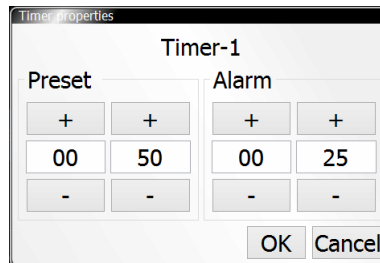 Timer properties
Timer-1
Preset Alarm
+ + + +
00 50 00 25
- - - -
OK Cancel